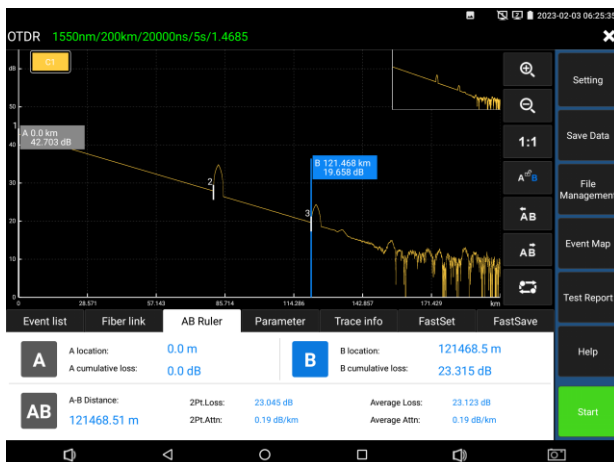 2023-02-03 06:25:35
OTDR 1550nm/200km/20000ns/5s/1.4685
C1
dB
50
40
30
20
10
0
1
A 0.0 km
42.703 dB
2
B 121.468 km
19.658 dB
3
0 28.571 57.143 85.714 114.286 142.857 171.429 km
1:1
A B
AB
AB
Setting
Save Data
File
Management
Event Map
Test Report
Help
Start
Event list Fiber link AB Ruler Parameter Trace info FastSet FastSave
A
A location: 0.0 m
A cumulative loss: 0.0 dB
B
B location: 121468.5 m
B cumulative loss: 23.315 dB
AB
A-B Distance:
121468.51 m
2Pt.Loss: 23.045 dB Average Loss: 23.123 dB
2Pt.Attn: 0.19 dB/km Average Attn: 0.19 dB/km